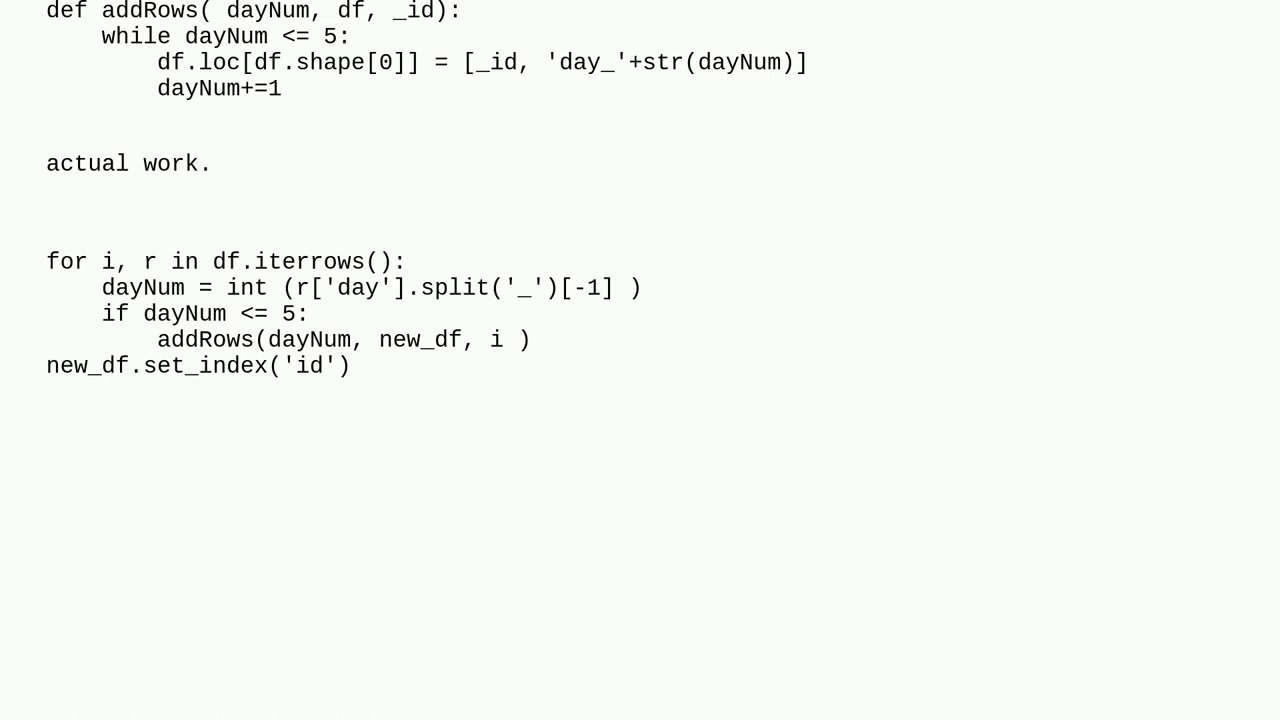 def addRows( dayNum, df, _id):
    while dayNum <= 5:
        df.loc[df.shape[0]] = [_id, 'day_'+str(dayNum)]
        dayNum+=1
actual work.
for i, r in df.iterrows():
    dayNum = int (r['day'].split('_')[-1] )
    if dayNum <= 5:
        addRows(dayNum, new_df, i )
new_df.set_index('id')